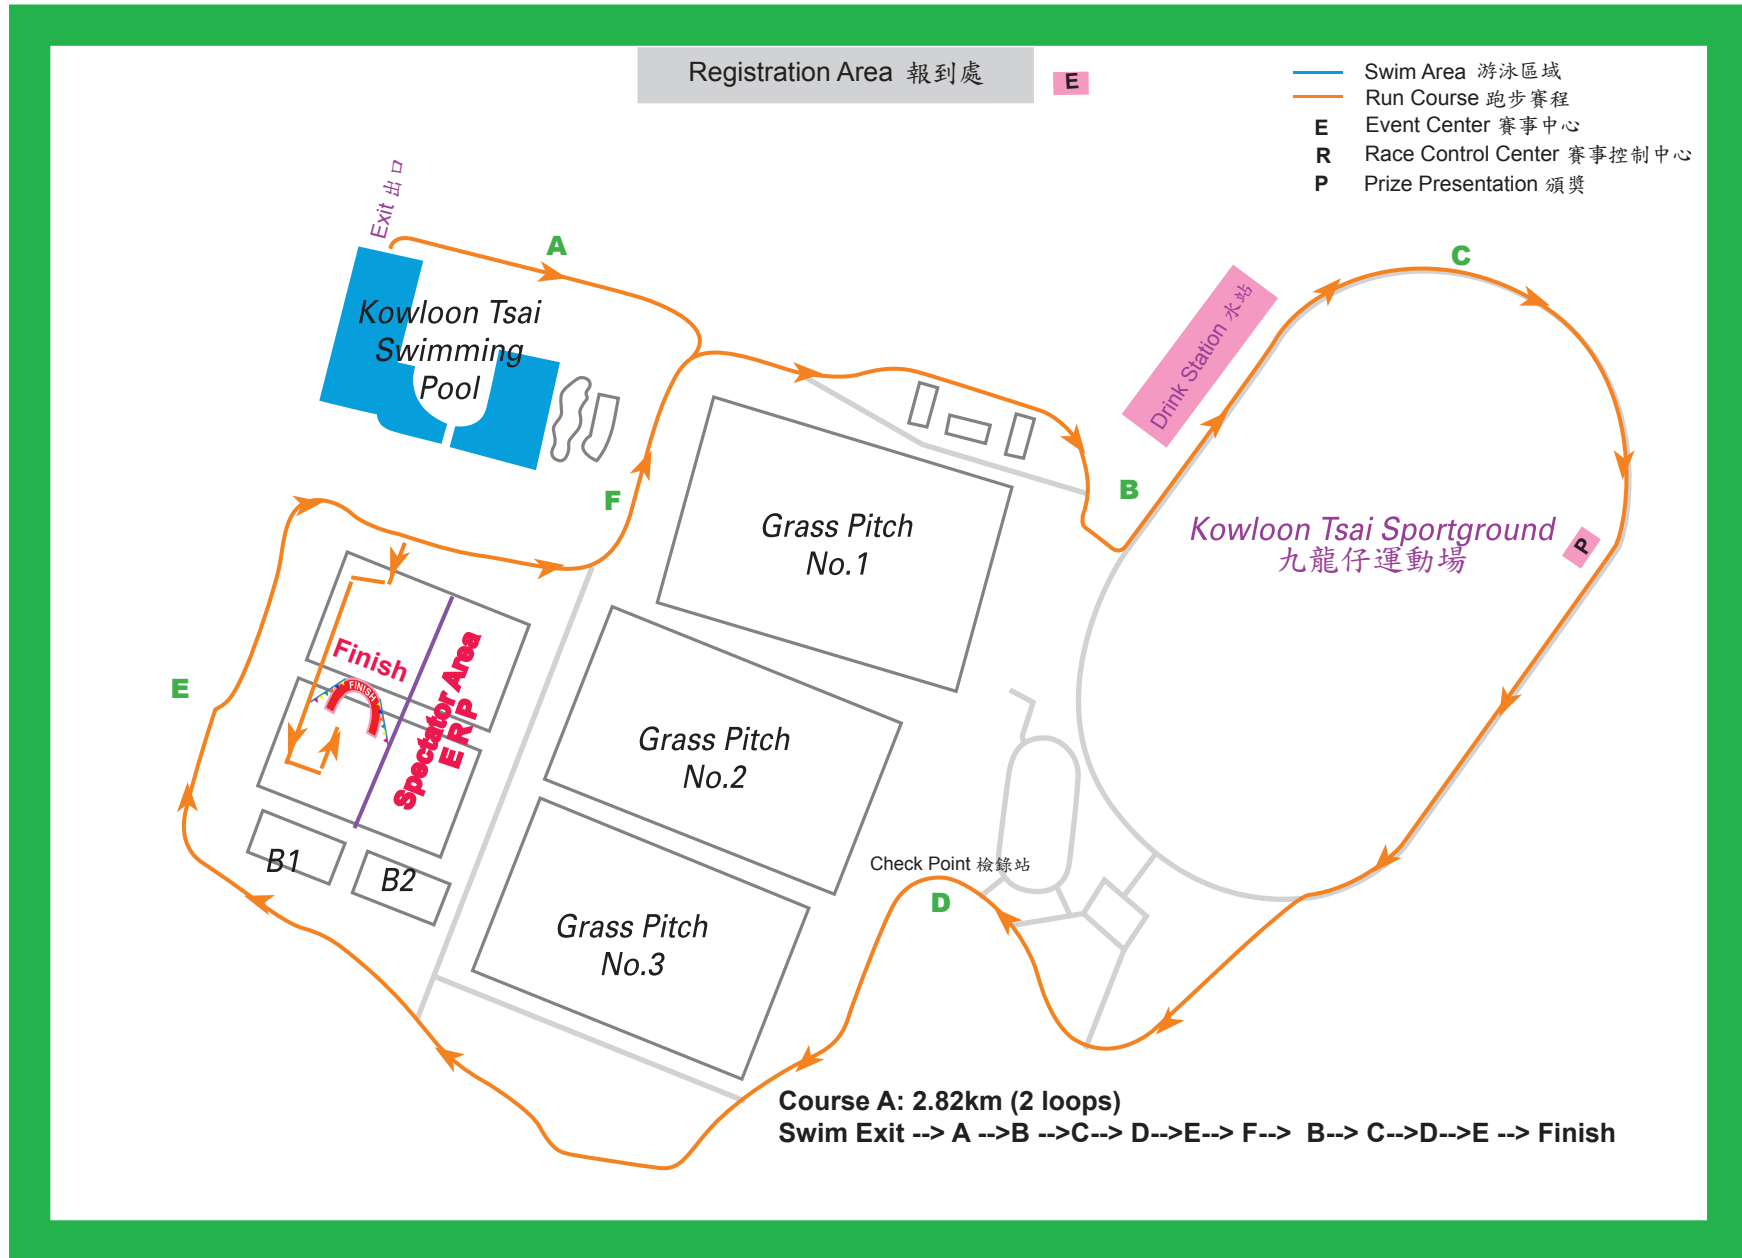 Registration Area 報到處
E
Swim Area 游泳區域
Run Course 跑步賽程
E Event Center 賽事中心
R Race Control Center 賽事控制中心
P Prize Presentation 頒獎
Exit 出口
A
C
Kowloon Tsai
Swimming
Pool
Drink Station 水站
B
F
Grass Pitch
No.1
Kowloon Tsai Sportground
九龍仔運動場
P
Finish
FINISH
Spectator Area
E R P
E
Grass Pitch
No.2
B1
B2
Check Point 檢錄站
D
Grass Pitch
No.3
Course A: 2.82km (2 loops)
Swim Exit --> A -->B -->C--> D-->E--> F--> B--> C-->D-->E --> Finish